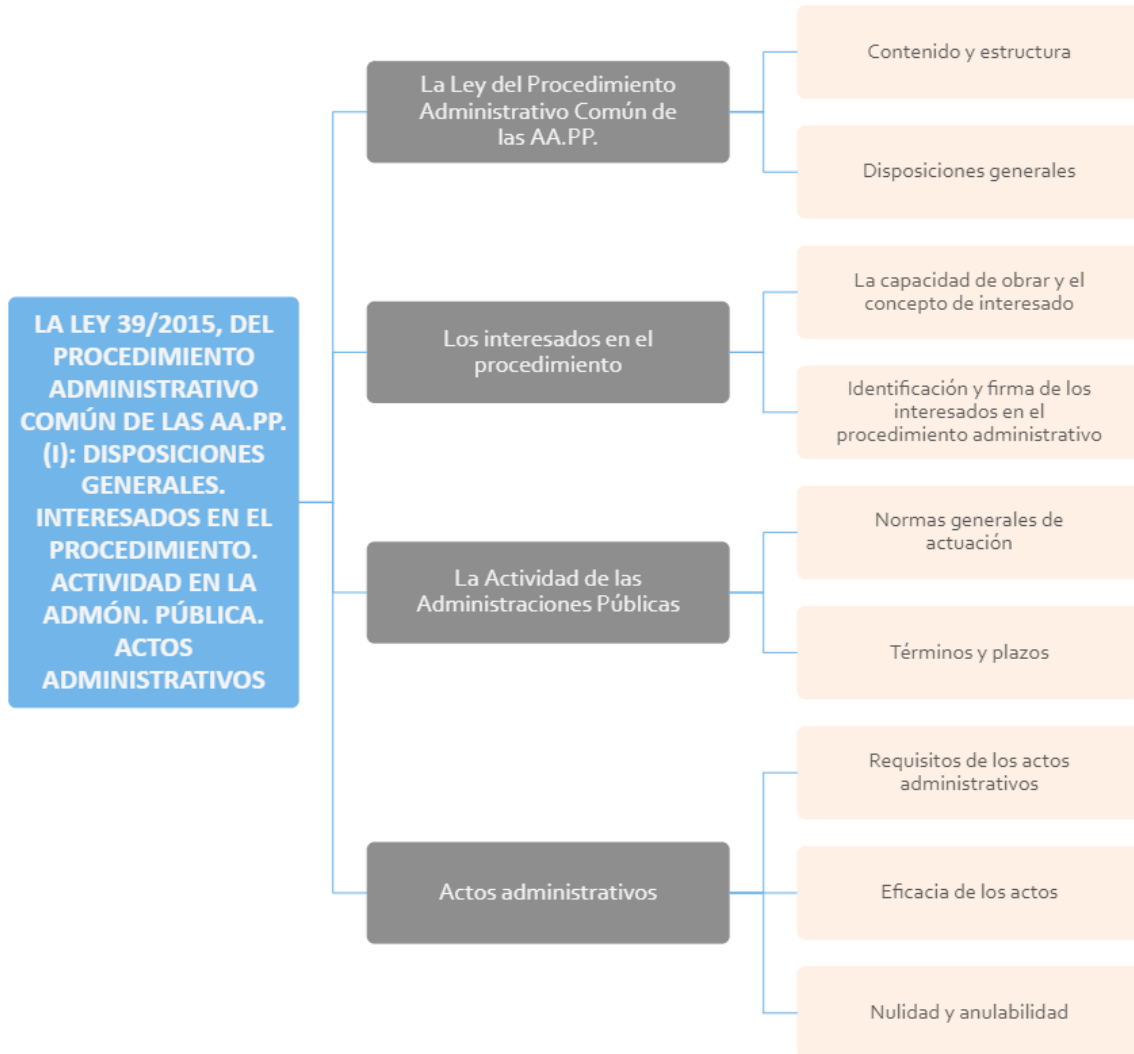 LA LEY 39/2015, DEL
PROCEDIMIENTO
ADMINISTRATIVO
COMÚN DE LAS AA.PP.
(I): DISPOSICIONES
GENERALES.
INTERESADOS EN EL
PROCEDIMIENTO.
ACTIVIDAD EN LA
ADMÓN. PÚBLICA.
ACTOS
ADMINISTRATIVOS
La Ley del Procedimiento
Administrativo Común de
las AA.PP.
Contenido y estructura
Disposiciones generales
Los interesados en el
procedimiento
La capacidad de obrar y el
concepto de interesado
Identificación y firma de los
interesados en el
procedimiento administrativo
La Actividad de las
Administraciones Públicas
Normas generales de
actuación
Términos y plazos
Actos administrativos
Requisitos de los actos
administrativos
Eficacia de los actos
Nulidad y anulabilidad